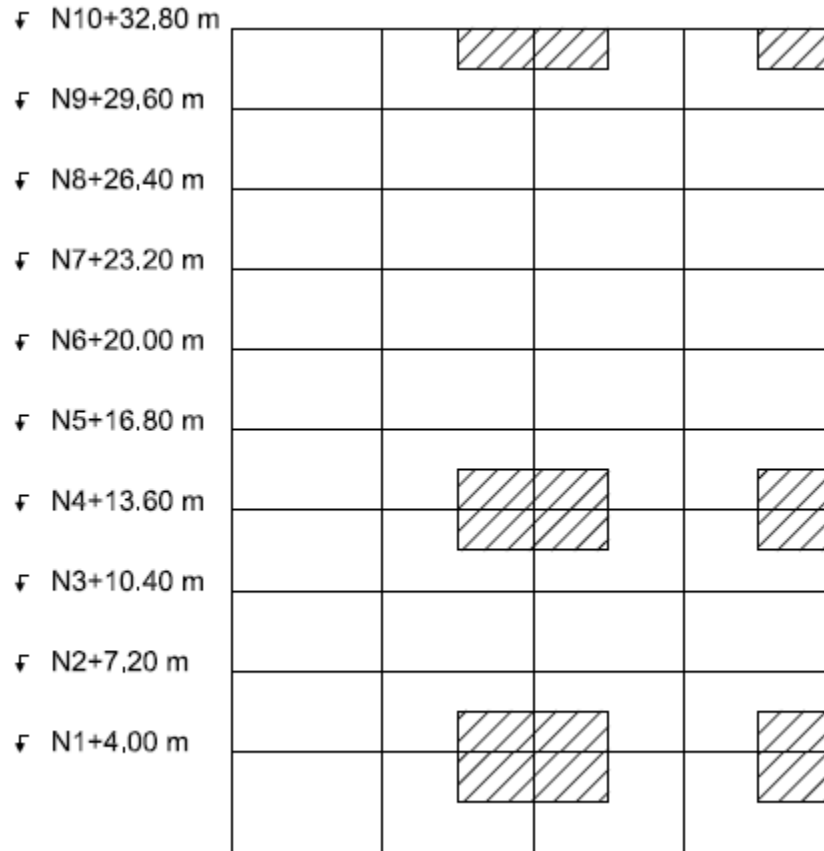 N10+32,80 m
N9+29,60 m
N8+26,40 m
N7+23,20 m
N6+20.00 m
N5+16.80 m
N4+13.60 m
N3+10.40 m
N2+7,20 m
N1+4,00 m